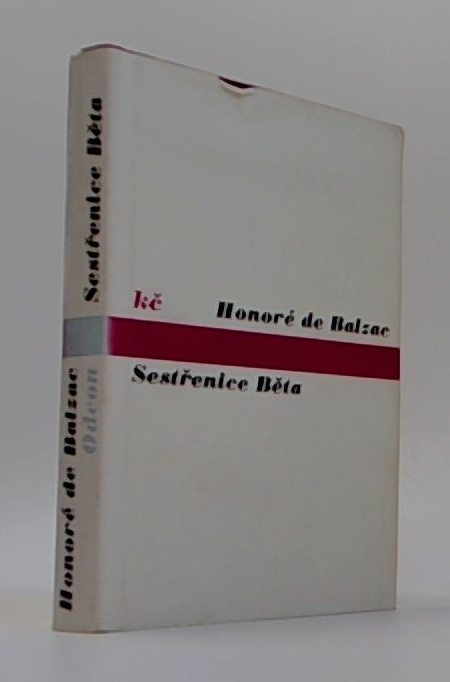 kč
Honoré de Balzac
Sestřenice Běta
Honoré de Balzac
Odeon
Sestřenice Běta